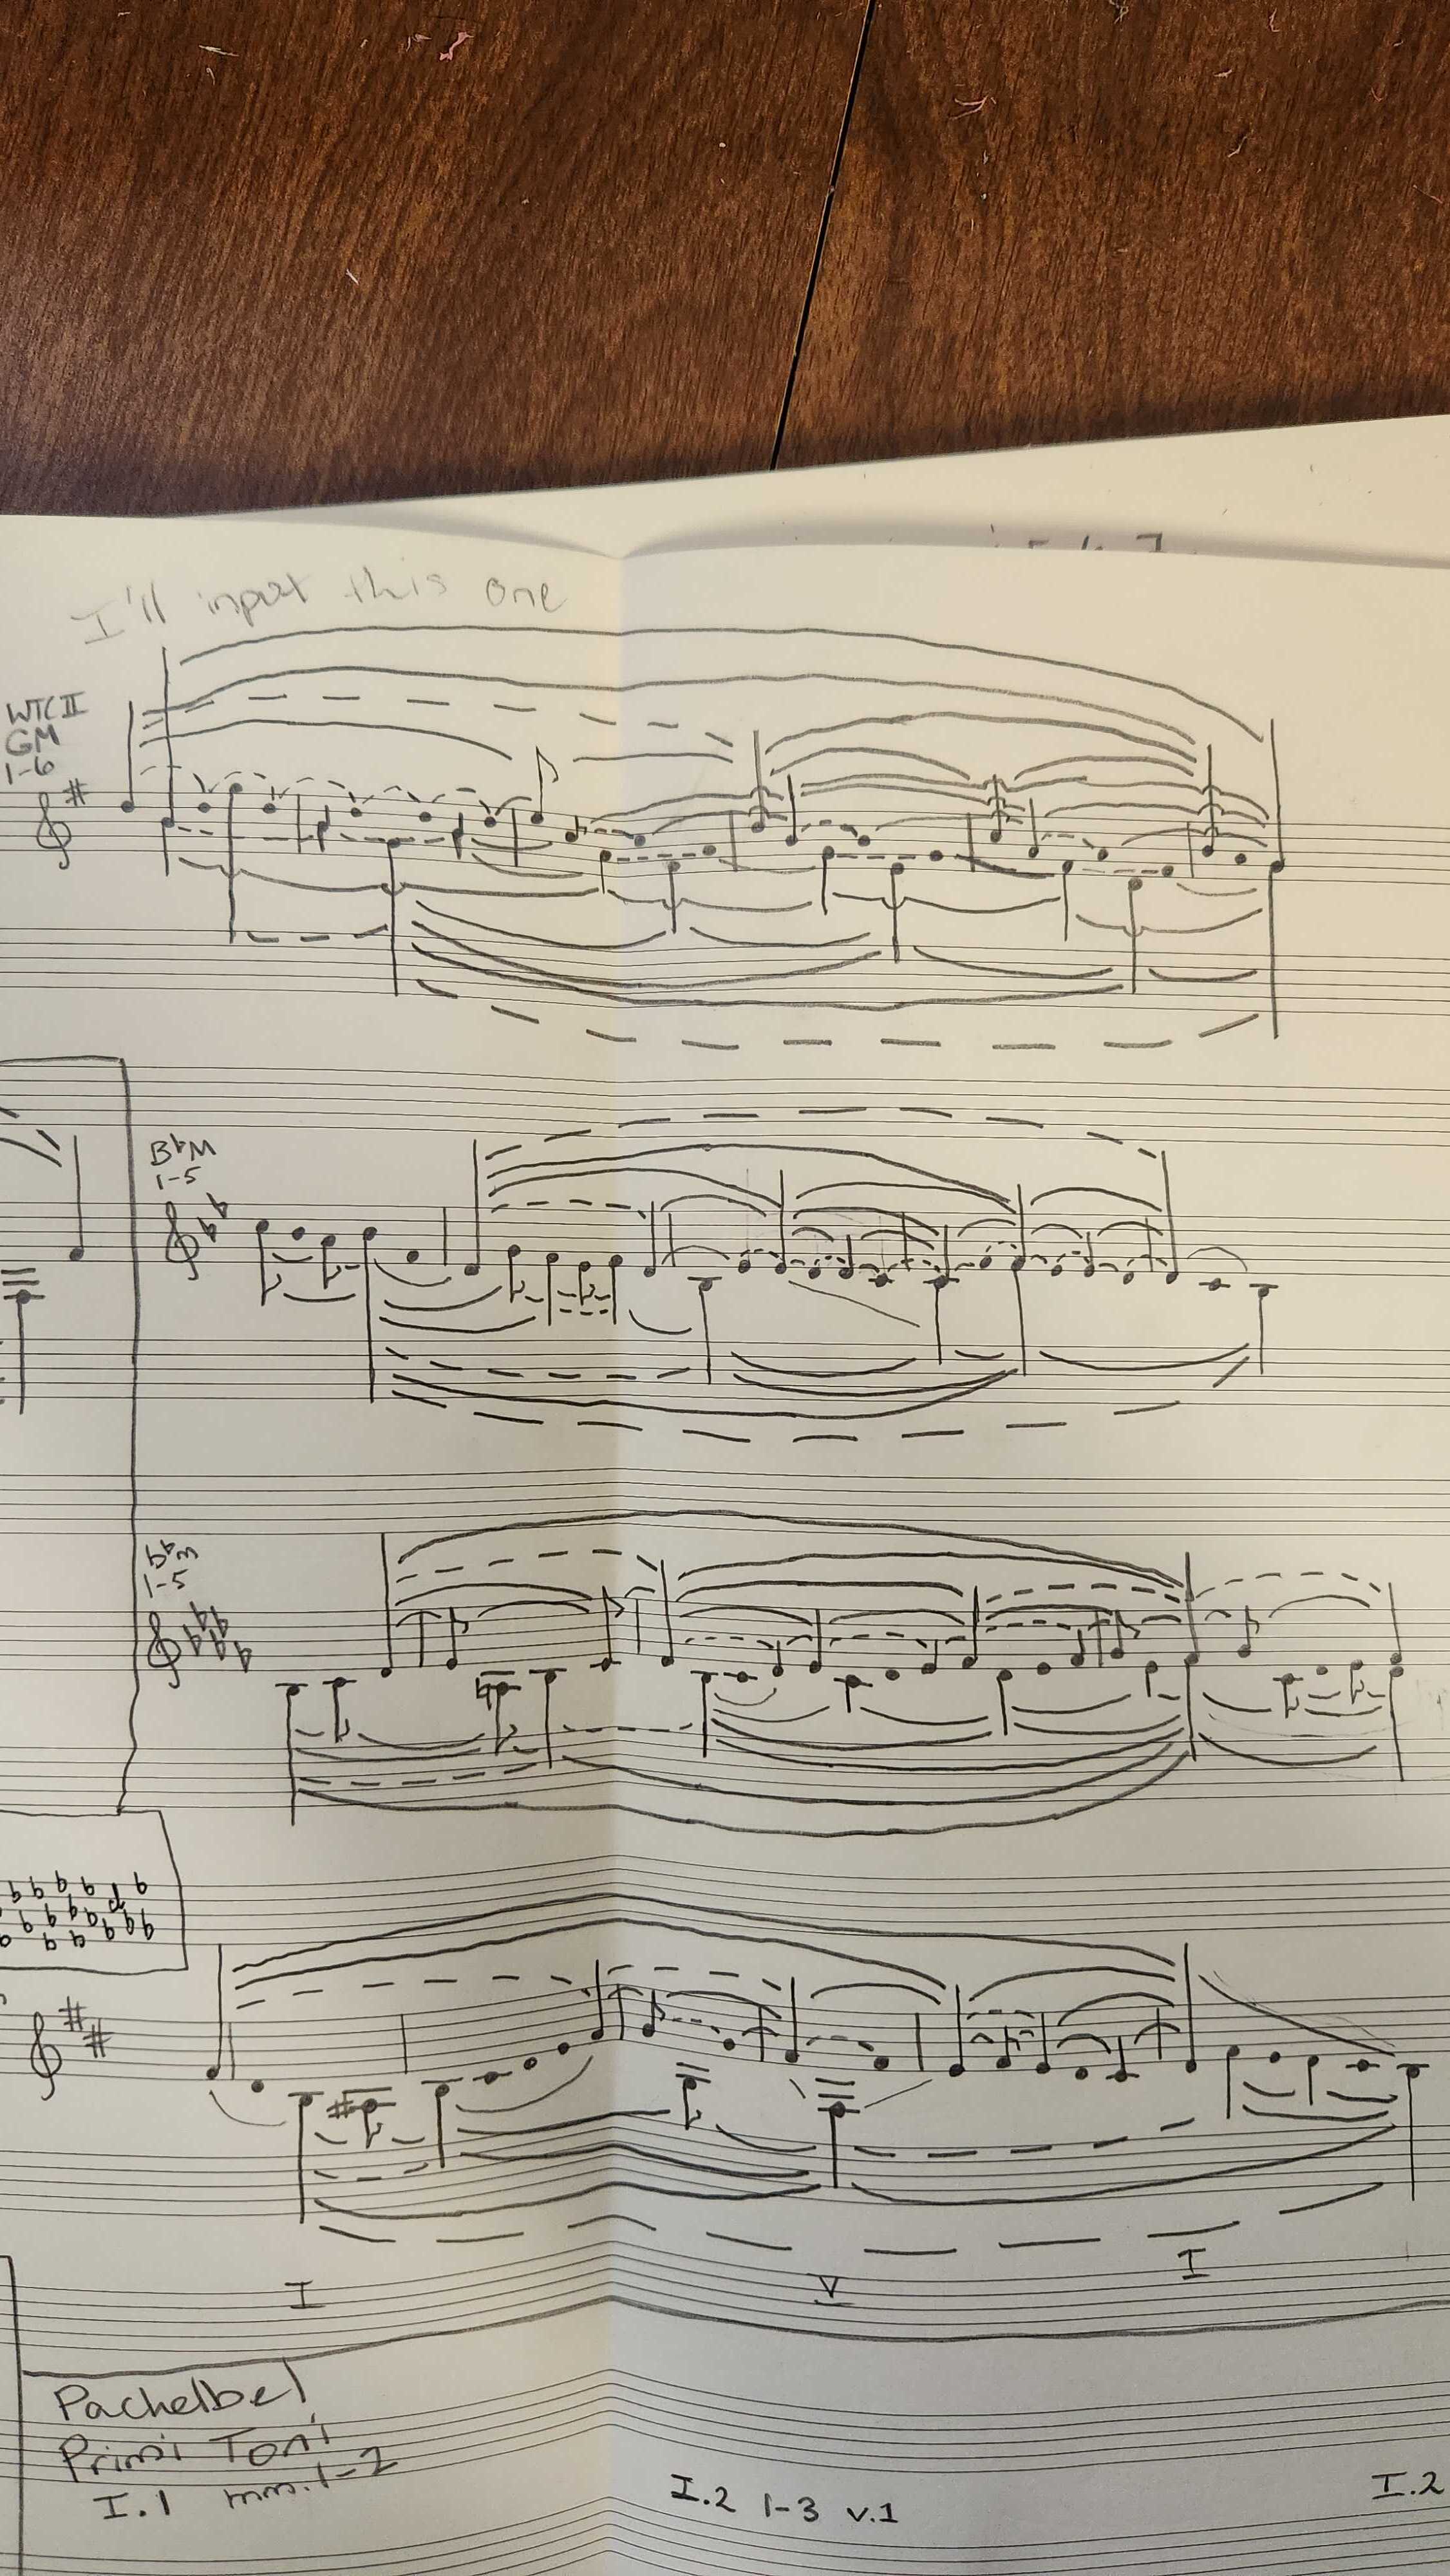 I'll input this one
WTC II
GM
1-6
B♭M
1-5
1-5
I V I
Pachelbel
Primi Toni
I.1 mm.1-2
I.2 1-3 v.1
I.2